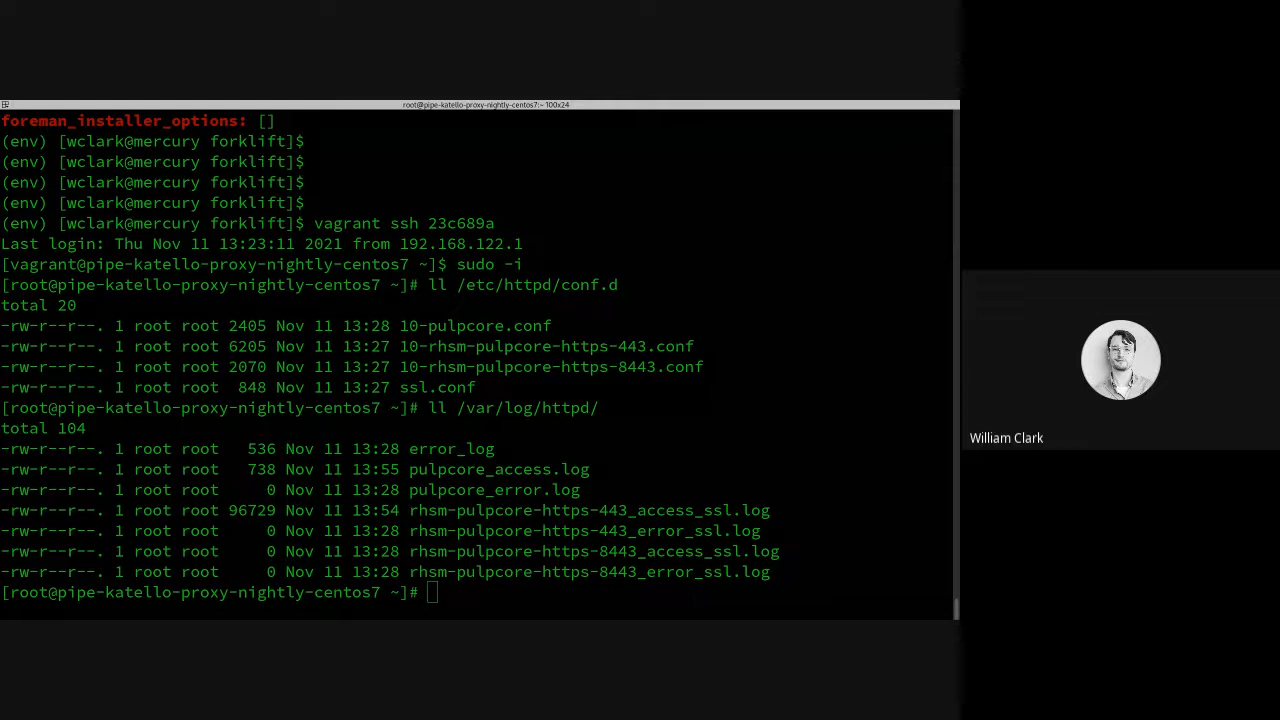 root@pipe-katello-proxy-nightly-centos7:~ 100x24
foreman_installer_options: []
(env) [wclark@mercury forklift]$
(env) [wclark@mercury forklift]$
(env) [wclark@mercury forklift]$
(env) [wclark@mercury forklift]$
(env) [wclark@mercury forklift]$ vagrant ssh 23c689a
Last login: Thu Nov 11 13:23:11 2021 from 192.168.122.1
[vagrant@pipe-katello-proxy-nightly-centos7 ~]$ sudo -i
[root@pipe-katello-proxy-nightly-centos7 ~]# ll /etc/httpd/conf.d
total 20
-rw-r--r--. 1 root root 2405 Nov 11 13:28 10-pulpcore.conf
-rw-r--r--. 1 root root 6205 Nov 11 13:27 10-rhsm-pulpcore-https-443.conf
-rw-r--r--. 1 root root 2070 Nov 11 13:27 10-rhsm-pulpcore-https-8443.conf
-rw-r--r--. 1 root root  848 Nov 11 13:27 ssl.conf
[root@pipe-katello-proxy-nightly-centos7 ~]# ll /var/log/httpd/
total 104
-rw-r--r--. 1 root root   536 Nov 11 13:28 error_log
-rw-r--r--. 1 root root   738 Nov 11 13:55 pulpcore_access.log
-rw-r--r--. 1 root root     0 Nov 11 13:28 pulpcore_error.log
-rw-r--r--. 1 root root 96729 Nov 11 13:54 rhsm-pulpcore-https-443_access_ssl.log
-rw-r--r--. 1 root root     0 Nov 11 13:28 rhsm-pulpcore-https-443_error_ssl.log
-rw-r--r--. 1 root root     0 Nov 11 13:28 rhsm-pulpcore-https-8443_access_ssl.log
-rw-r--r--. 1 root root     0 Nov 11 13:28 rhsm-pulpcore-https-8443_error_ssl.log
[root@pipe-katello-proxy-nightly-centos7 ~]#
William Clark